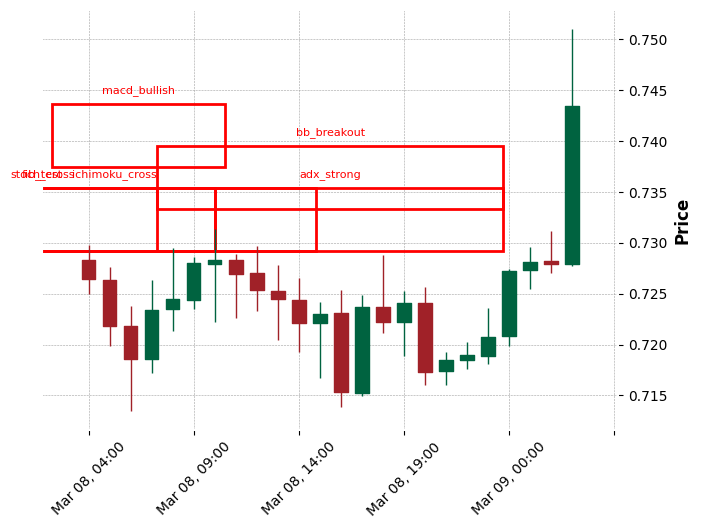 macd_bullish
bb_breakout
ichimoku_cross
adx_strong
0.750
0.745
0.740
0.735
0.730
0.725
0.720
0.715
Price
Mar 08, 04:00
Mar 08, 09:00
Mar 08, 14:00
Mar 08, 19:00
Mar 09, 00:00